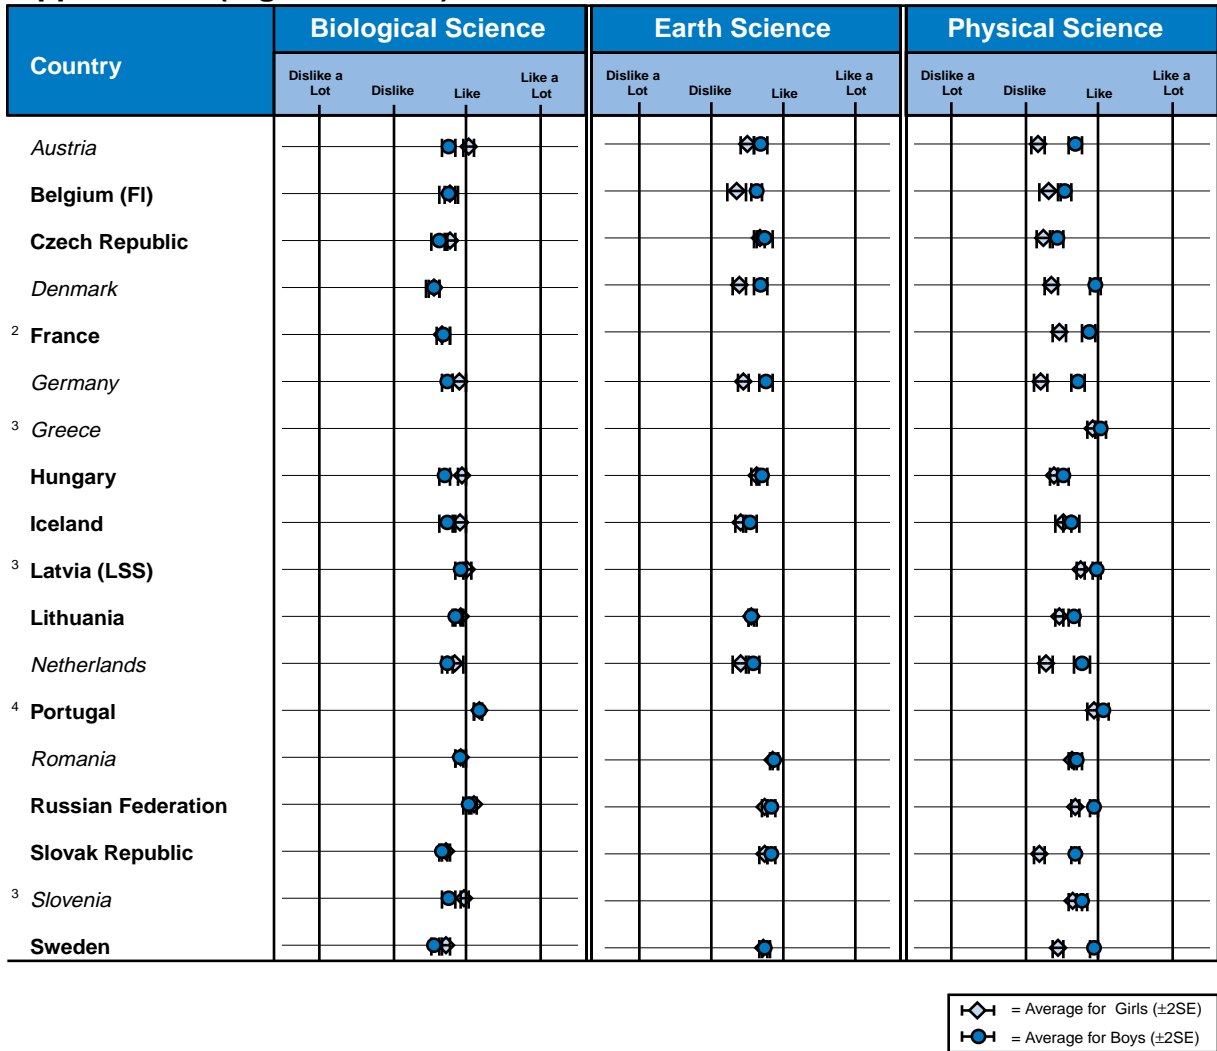 Country
Biological Science
Earth Science
Physical Science
Dislike a Lot
Dislike
Like
Like a Lot
Dislike a Lot
Dislike
Like
Like a Lot
Dislike a Lot
Dislike
Like
Like a Lot
Austria
Belgium (Fl)
Czech Republic
Denmark
2 France
Germany
3 Greece
Hungary
Iceland
3 Latvia (LSS)
Lithuania
Netherlands
4 Portugal
Romania
Russian Federation
Slovak Republic
3 Slovenia
Sweden
= Average for Girls (±2SE)
= Average for Boys (±2SE)